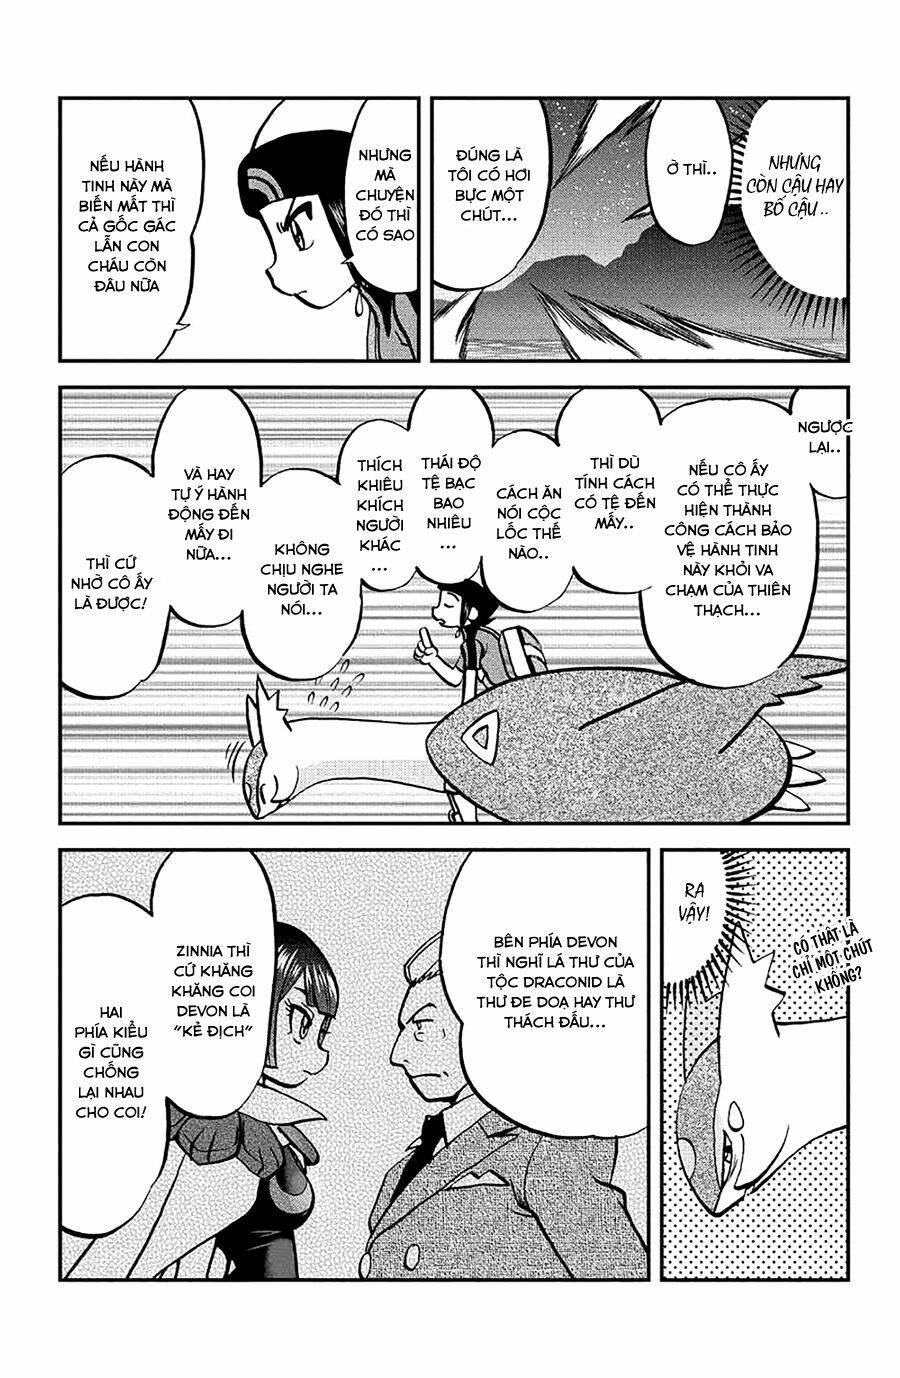 NHƯNG
CÒN CẬU HAY
BỐ CẬU..
Ờ THÌ..
ĐÚNG LÀ
TÔI CÓ HƠI
BỰC MỘT
CHÚT...
NHƯNG
MÀ
CHUYỆN
ĐÓ THÌ
CÓ SAO
NẾU HÀNH
TINH NÀY MÀ
BIẾN MẤT THÌ
CẢ GỐC GÁC
LẪN CON
CHÁU CÒN
ĐÂU NỮA
NGƯỢC
LẠI..
NẾU CÔ ẤY
CÓ THỂ THỰC
HIỆN THÀNH
CÔNG CÁCH BẢO
VỆ HÀNH TINH
NÀY KHỎI VA
CHẠM CỦA THIÊN
THẠCH...
THÌ DÙ
TÍNH CÁCH
CÓ TỆ ĐẾN
MẤY..
CÁCH ĂN
NÓI CỘC
LỐC THẾ
NÀO..
THÁI ĐỘ
TỆ BẠC
BAO
NHIÊU
...
THÍCH
KHIÊU
KHÍCH
NGƯỜI
KHÁC
...
KHÔNG
CHỊU NGHE
NGƯỜI TA
NÓI...
VÀ HAY
TỰ Ý HÀNH
ĐỘNG ĐẾN
MẤY ĐI
NỮA...
THÌ CỨ
NHỜ CÔ ẤY
LÀ ĐƯỢC!
RA
VẬY!
CÓ THẬT LÀ
CHỈ MỘT CHÚT
KHÔNG?
BÊN PHÍA DEVON
THÌ NGHĨ LÁ THƯ CỦA
TỘC DRACONID LÀ
THƯ ĐE DOẠ HAY THƯ
THÁCH ĐẤU...
ZINNIA THÌ
CỨ KHĂNG
KHĂNG COI
DEVON LÀ
"KẺ ĐỊCH"
HAI
PHÍA KIỂU
GÌ CŨNG
CHỐNG
LẠI NHAU
CHO COI!